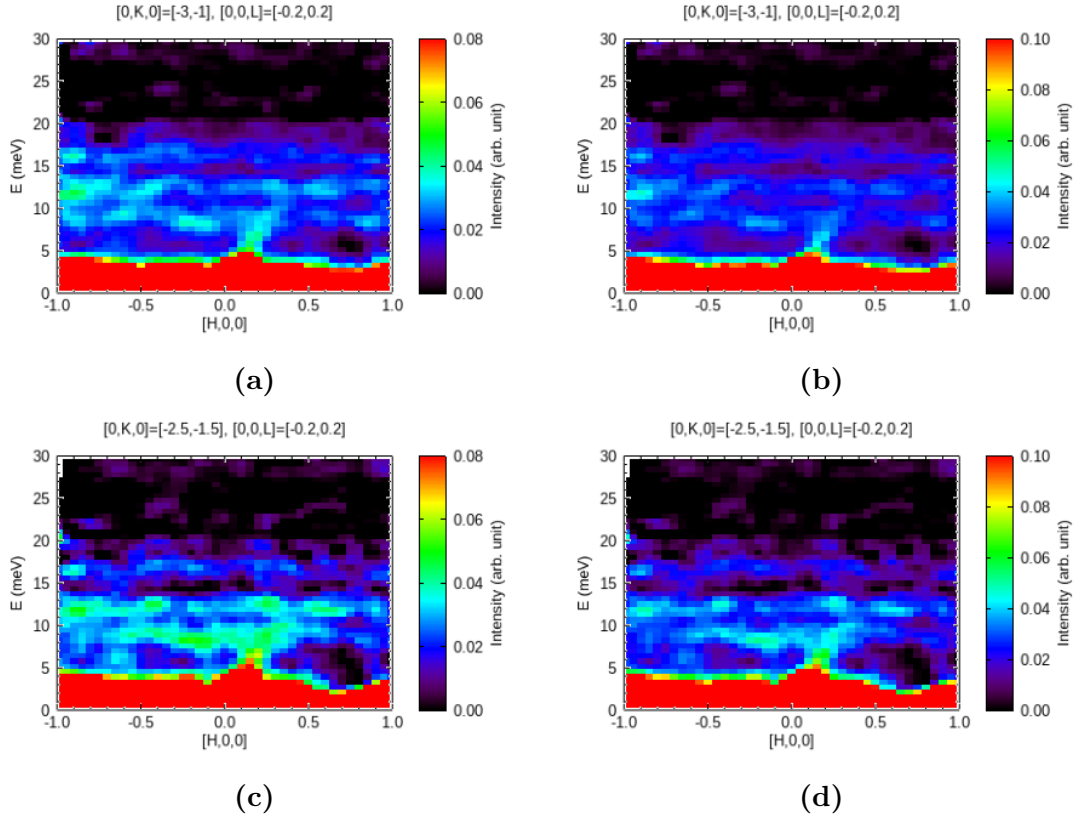 [0,K,0]=[-3,-1], [0,0,L]=[-0.2,0.2]
30
25
20
15
10
5
0
E (meV)
-1.0 -0.5 0.0 0.5 1.0
[H,0,0]
0.08
0.06
0.04
0.02
0.00
Intensity (arb. unit)
(a)
[0,K,0]=[-3,-1], [0,0,L]=[-0.2,0.2]
30
25
20
15
10
5
0
E (meV)
-1.0 -0.5 0.0 0.5 1.0
[H,0,0]
0.10
0.08
0.06
0.04
0.02
0.00
Intensity (arb. unit)
(b)
[0,K,0]=[-2.5,-1.5], [0,0,L]=[-0.2,0.2]
30
25
20
15
10
5
0
E (meV)
-1.0 -0.5 0.0 0.5 1.0
[H,0,0]
0.08
0.06
0.04
0.02
0.00
Intensity (arb. unit)
(c)
[0,K,0]=[-2.5,-1.5], [0,0,L]=[-0.2,0.2]
30
25
20
15
10
5
0
E (meV)
-1.0 -0.5 0.0 0.5 1.0
[H,0,0]
0.10
0.08
0.06
0.04
0.02
0.00
Intensity (arb. unit)
(d)